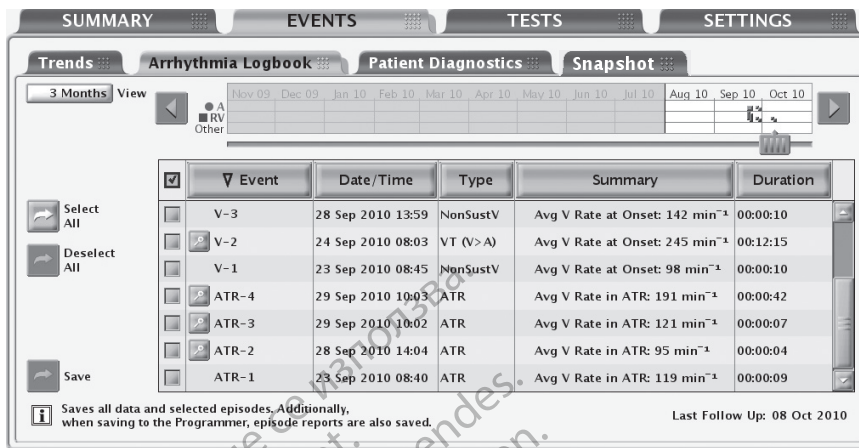 SUMMARY EVENTS TESTS SETTINGS
Trends Arrhythmia Logbook Patient Diagnostics Snapshot
3 Months View
Nov 09 Dec 09 Jan 10 Feb 10 Mar 10 Apr 10 May 10 Jun 10 Jul 10 Aug 10 Sep 10 Oct 10
A
RV
Other
Event Date/Time Type Summary Duration
Select All
Deselect All
V-3 28 Sep 2010 13:59 NonSustV Avg V Rate at Onset: 142 min⁻¹ 00:00:10
V-2 24 Sep 2010 08:03 VT (V>A) Avg V Rate at Onset: 245 min⁻¹ 00:12:15
V-1 23 Sep 2010 08:45 NonSustV Avg V Rate at Onset: 98 min⁻¹ 00:00:10
ATR-4 29 Sep 2010 10:03 ATR Avg V Rate in ATR: 191 min⁻¹ 00:00:42
ATR-3 29 Sep 2010 10:02 ATR Avg V Rate in ATR: 121 min⁻¹ 00:00:07
ATR-2 28 Sep 2010 14:04 ATR Avg V Rate in ATR: 95 min⁻¹ 00:00:04
ATR-1 23 Sep 2010 08:40 ATR Avg V Rate in ATR: 119 min⁻¹ 00:00:09
Save
Saves all data and selected episodes. Additionally,
when saving to the Programmer, episode reports are also saved.
Last Follow Up: 08 Oct 2010
се използва.